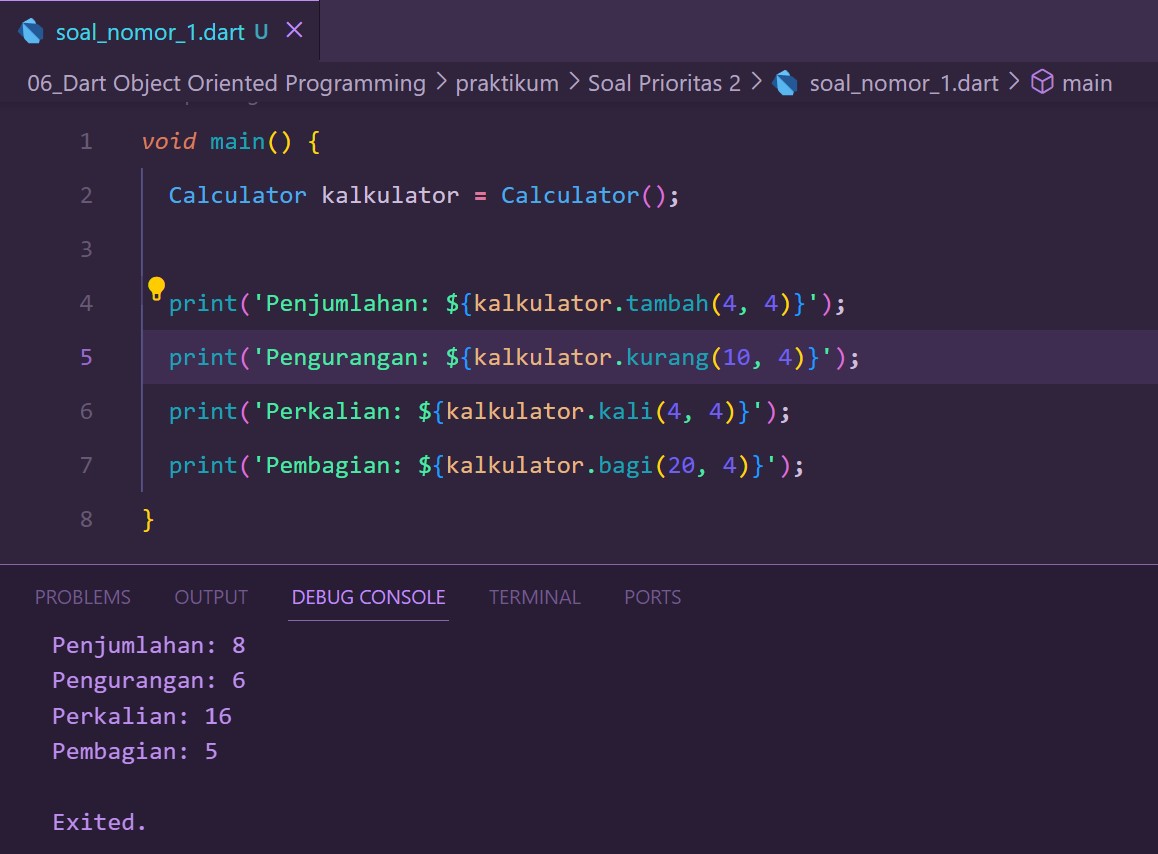 soal_nomor_1.dart U
06_Dart Object Oriented Programming > praktikum > Soal Prioritas 2 > soal_nomor_1.dart > main
1 void main() {
2 Calculator kalkulator = Calculator();
3
4 print('Penjumlahan: ${kalkulator.tambah(4, 4)}');
5 print('Pengurangan: ${kalkulator.kurang(10, 4)}');
6 print('Perkalian: ${kalkulator.kali(4, 4)}');
7 print('Pembagian: ${kalkulator.bagi(20, 4)}');
8 }
PROBLEMS OUTPUT DEBUG CONSOLE TERMINAL PORTS
Penjumlahan: 8
Pengurangan: 6
Perkalian: 16
Pembagian: 5
Exited.